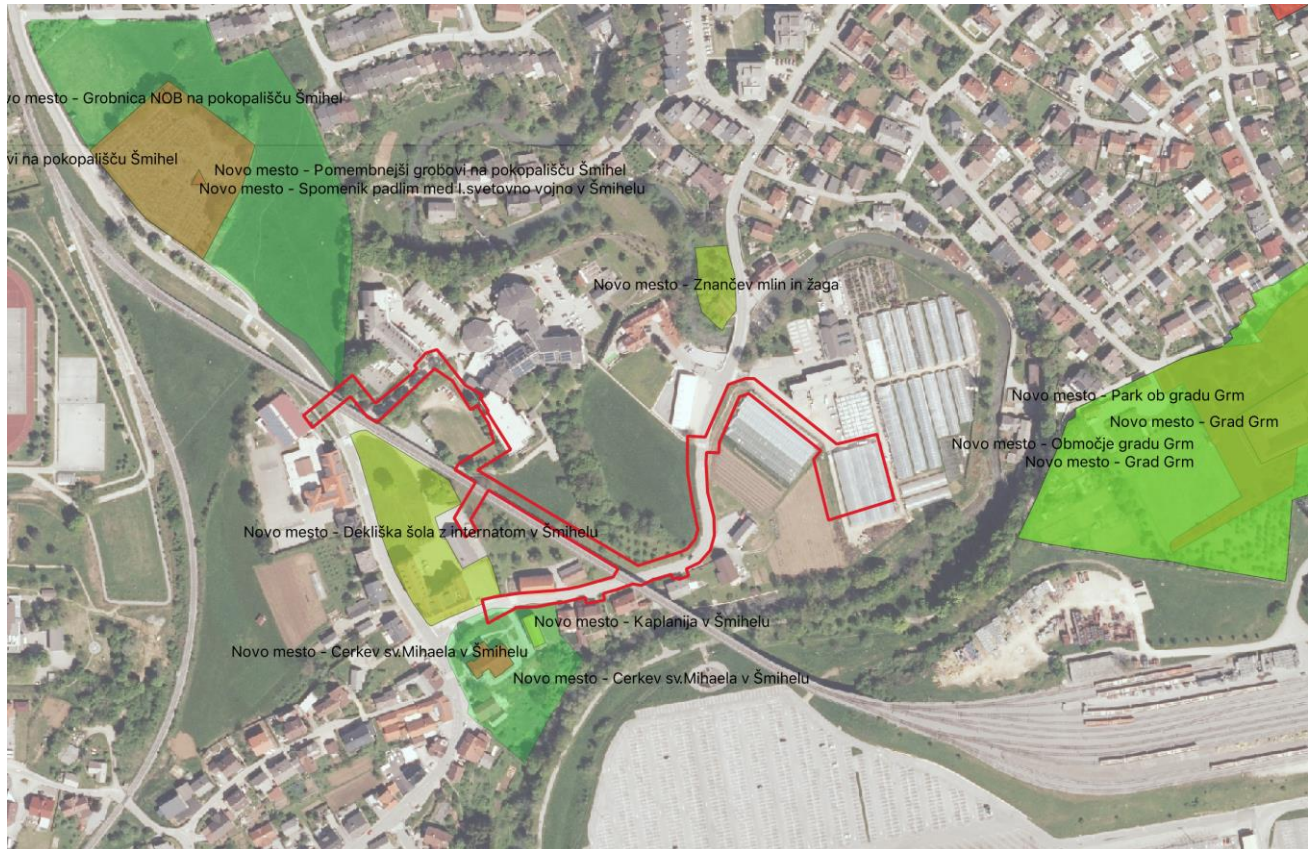 vo mesto - Grobnica NOB na pokopališču Šmihel
vi na pokopališču Šmihel
Novo mesto - Pomembnejši grobovi na pokopališču Šmihel
Novo mesto - Spomenik padlim med I.svetovno vojno v Šmihelu
Novo mesto - Znančev mlin in žaga
Novo mesto - Park ob gradu Grm
Novo mesto - Grad Grm
Novo mesto - Območje gradu Grm
Novo mesto - Grad Grm
Novo mesto - Dekliška šola z internatom v Šmihelu
Novo mesto - Kaplanija v Šmihelu
Novo mesto - Cerkev sv.Mihaela v Šmihelu
Novo mesto - Cerkev sv.Mihaela v Šmihelu